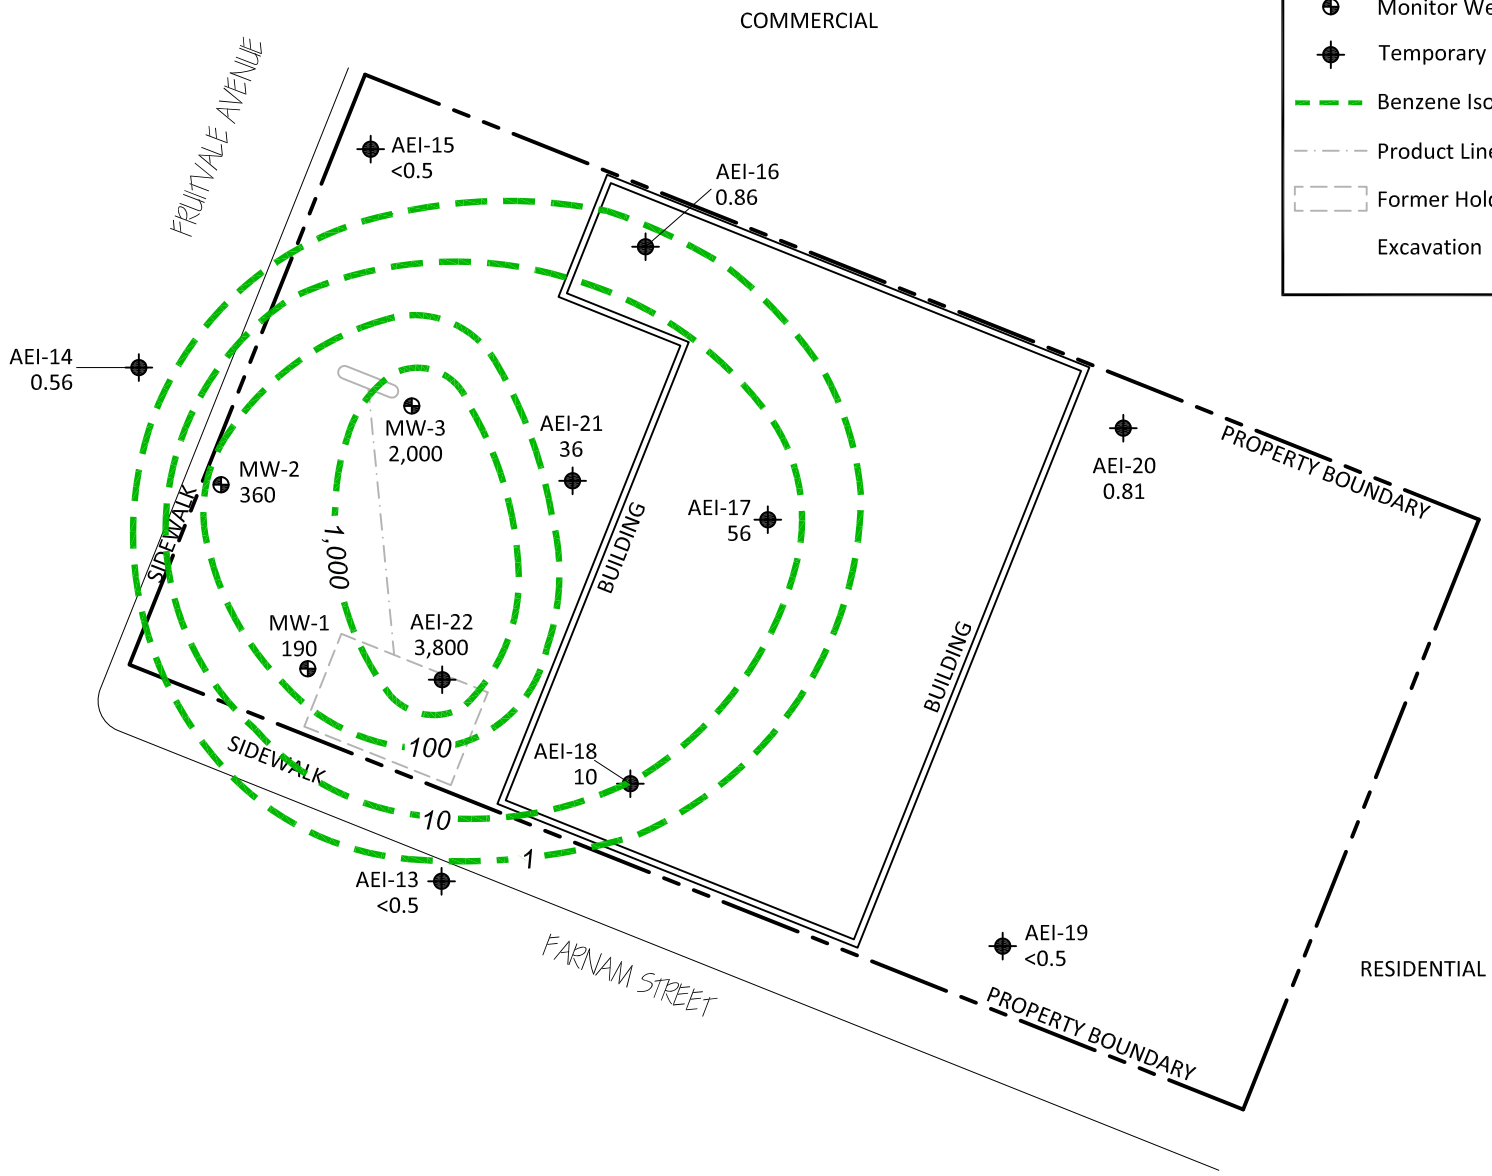 COMMERCIAL
Monitor We
Temporary
Benzene Iso
Product Line
Former Hold
Excavation
FRUITVALE AVENUE
AEI-15
<0.5
AEI-16
0.86
AEI-14
0.56
MW-3
2,000
AEI-21
36
MW-2
360
SIDEWALK
1,000
BUILDING
AEI-17
56
AEI-20
0.81
PROPERTY BOUNDARY
MW-1
190
AEI-22
3,800
BUILDING
100
SIDEWALK
AEI-18
10
10
1
AEI-13
<0.5
FARNAM STREET
AEI-19
<0.5
PROPERTY BOUNDARY
RESIDENTIAL